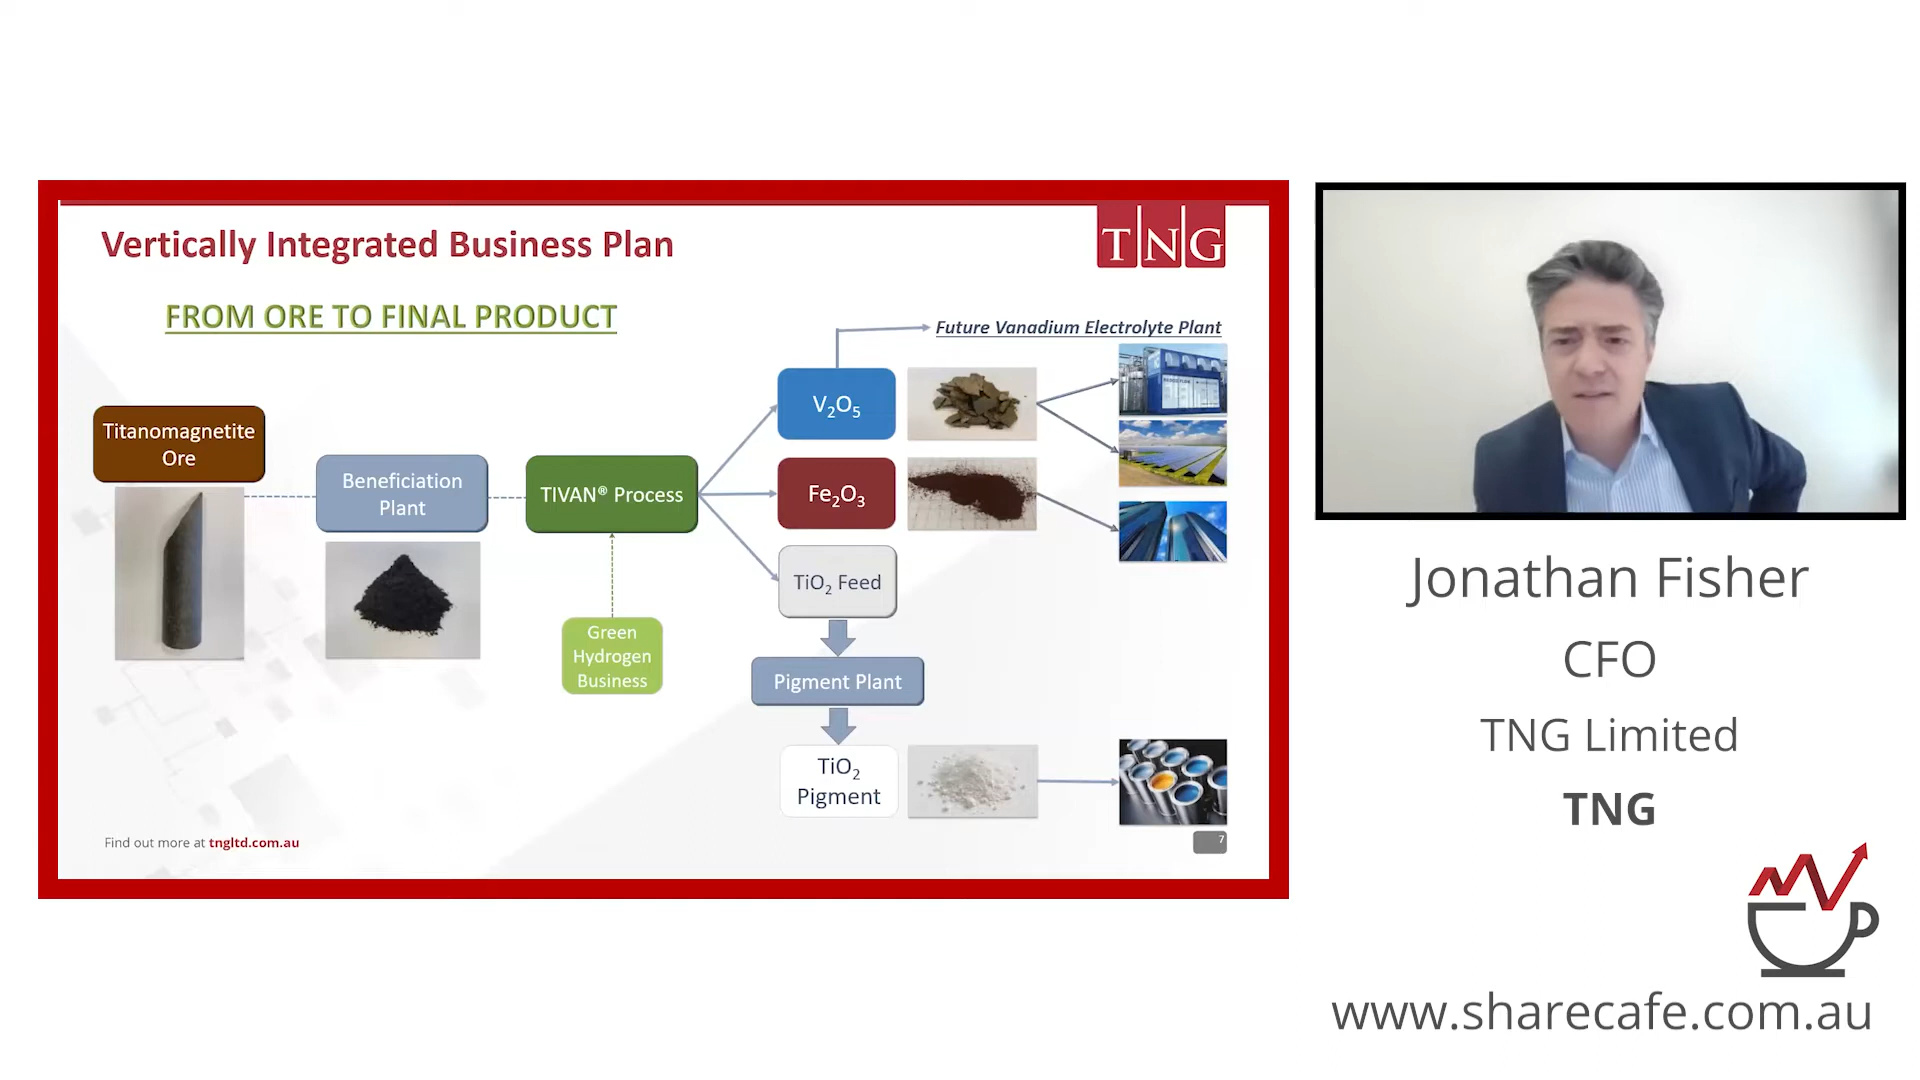 Vertically Integrated Business Plan
TNG
FROM ORE TO FINAL PRODUCT
Future Vanadium Electrolyte Plant
Titanomagnetite
Ore
Beneficiation
Plant
TIVAN® Process
V₂O₅
Fe₂O₃
TiO₂ Feed
Green
Hydrogen
Business
Pigment Plant
TiO₂
Pigment
Find out more at tngltd.com.au
7
Jonathan Fisher
CFO
TNG Limited
TNG
www.sharecafe.com.au